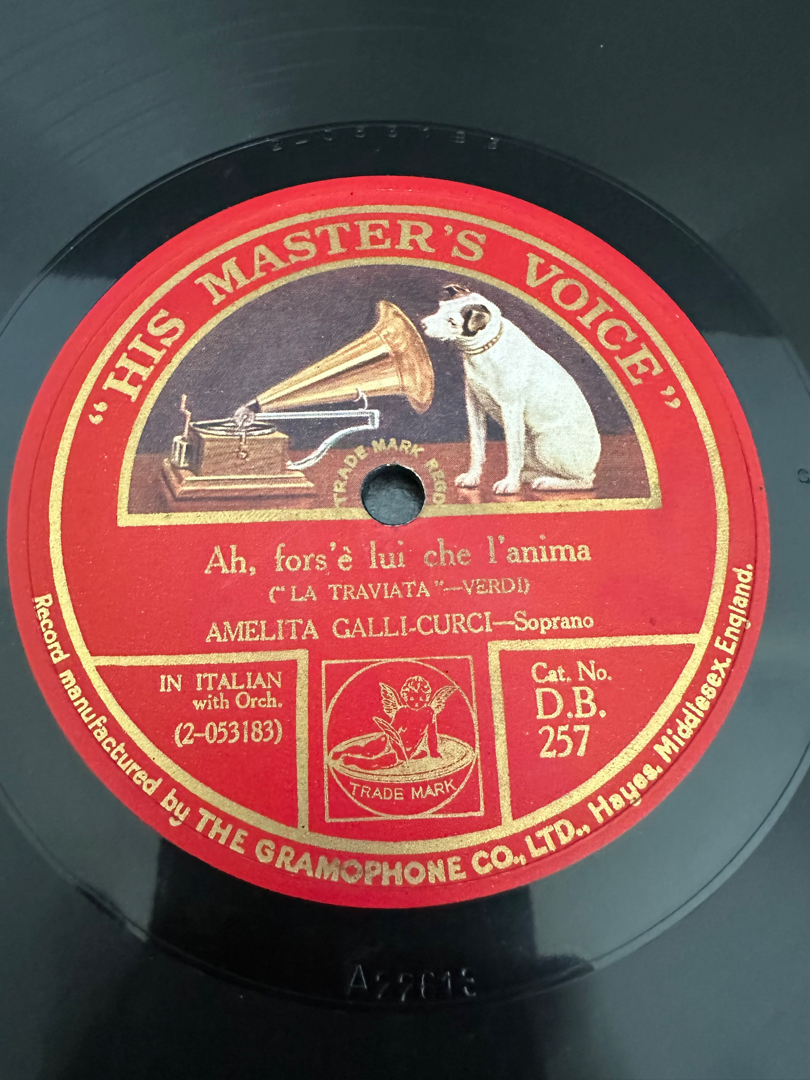 2-053183
"HIS MASTER'S VOICE"
TRADE MARK REGD
Ah, fors'è lui che l'anima
("LA TRAVIATA"—VERDI)
AMELITA GALLI-CURCI—Soprano
IN ITALIAN
with Orch.
(2-053183)
TRADE MARK
Cat. No.
D.B.
257
Record manufactured by THE GRAMOPHONE CO., LTD., Hayes, Middlesex, England.